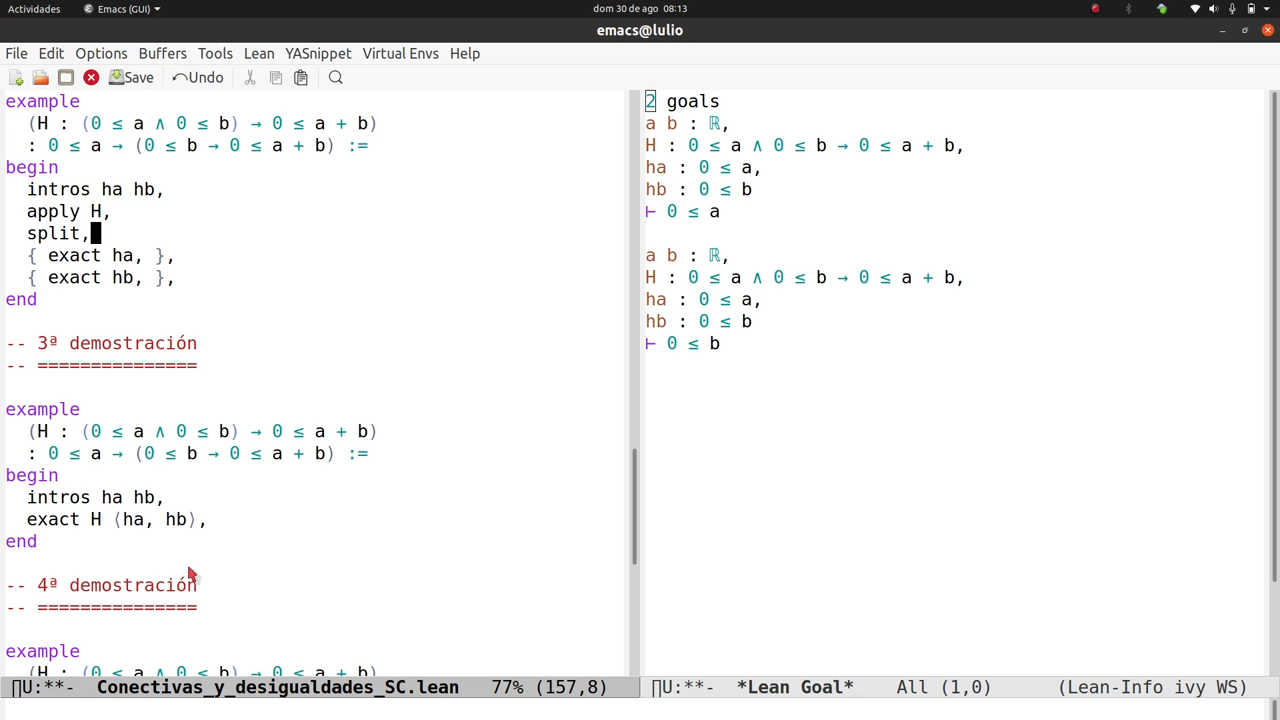 Actividades Emacs (GUI) dom 30 de ago 08:13
emacs@lulio
File Edit Options Buffers Tools Lean YASnippet Virtual Envs Help
Save Undo
example
(H : (0 ≤ a ∧ 0 ≤ b) → 0 ≤ a + b)
: 0 ≤ a → (0 ≤ b → 0 ≤ a + b) :=
begin
intros ha hb,
apply H,
split,
{ exact ha, },
{ exact hb, },
end
-- 3ª demostración
-- ===============
example
(H : (0 ≤ a ∧ 0 ≤ b) → 0 ≤ a + b)
: 0 ≤ a → (0 ≤ b → 0 ≤ a + b) :=
begin
intros ha hb,
exact H ⟨ha, hb⟩,
end
-- 4ª demostración
-- ===============
example
(H : (0 ≤ a ∧ 0 ≤ b) → 0 ≤ a + b)
∏U:**- Conectivas_y_desigualdades_SC.lean 77% (157,8)
2 goals
a b : ℝ,
H : 0 ≤ a ∧ 0 ≤ b → 0 ≤ a + b,
ha : 0 ≤ a,
hb : 0 ≤ b
⊢ 0 ≤ a
a b : ℝ,
H : 0 ≤ a ∧ 0 ≤ b → 0 ≤ a + b,
ha : 0 ≤ a,
hb : 0 ≤ b
⊢ 0 ≤ b
∏U:**- *Lean Goal* All (1,0) (Lean-Info ivy WS)